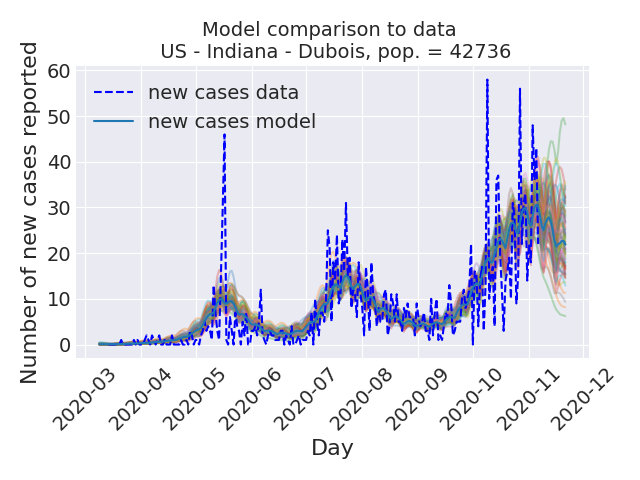 Model comparison to data
US - Indiana - Dubois, pop. = 42736
Number of new cases reported
60
50
40
30
20
10
0
new cases data
new cases model
2020-03
2020-04
2020-05
2020-06
2020-07
2020-08
2020-09
2020-10
2020-11
2020-12
Day